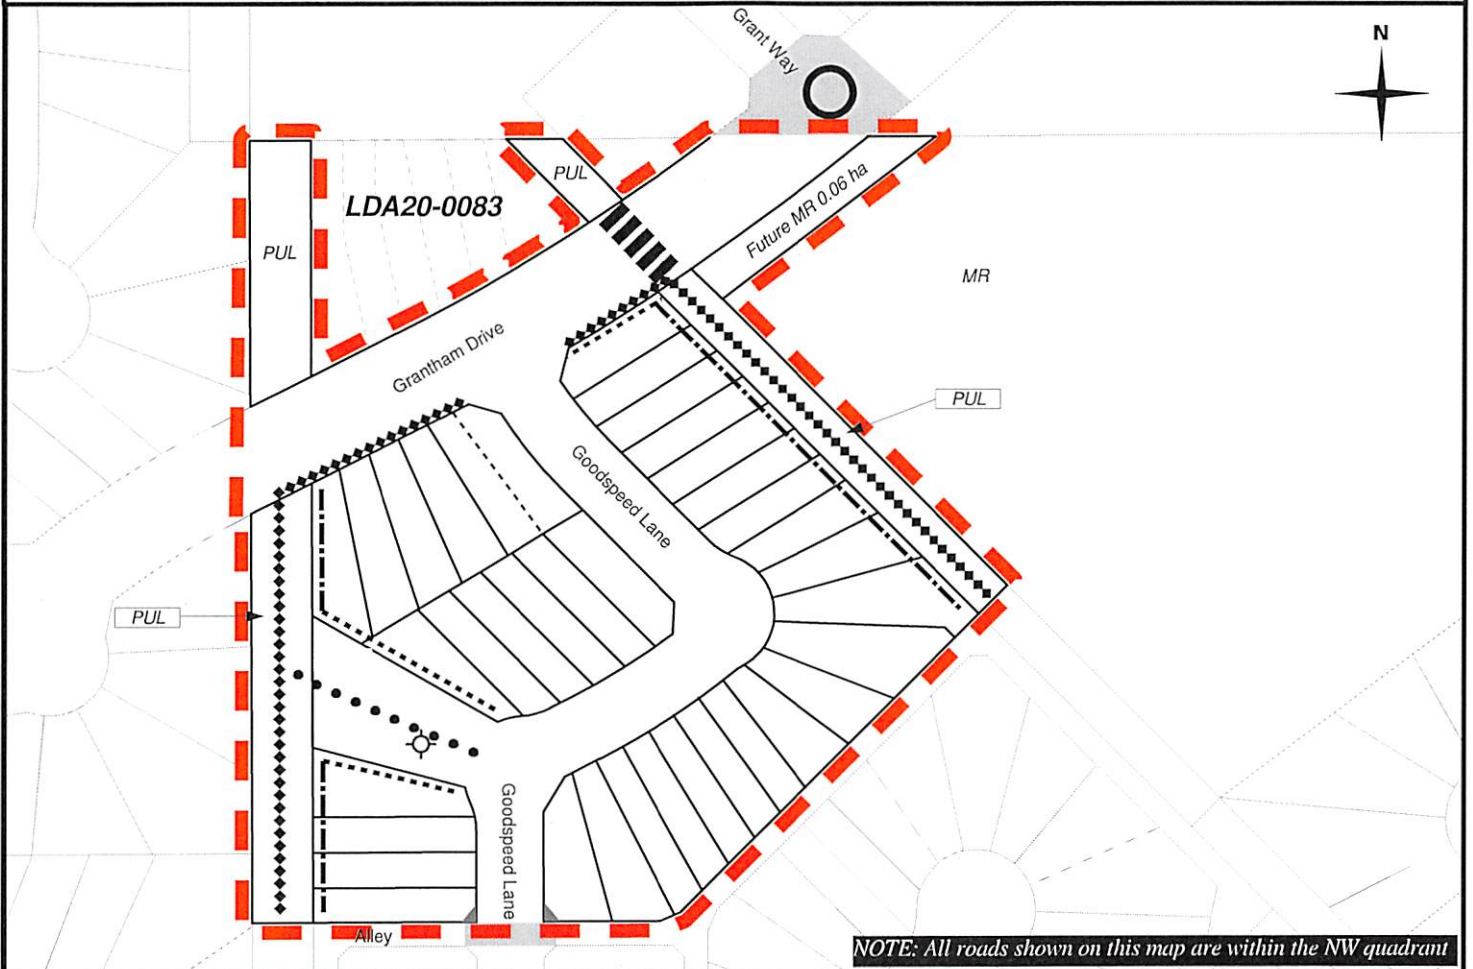 Grant Way
N
PUL
LDA20-0083
PUL
Future MR 0.06 ha
MR
Grantham Drive
PUL
Goodspeed Lane
PUL
Goodspeed Lane
Alley
NOTE: All roads shown on this map are within the NW quadrant